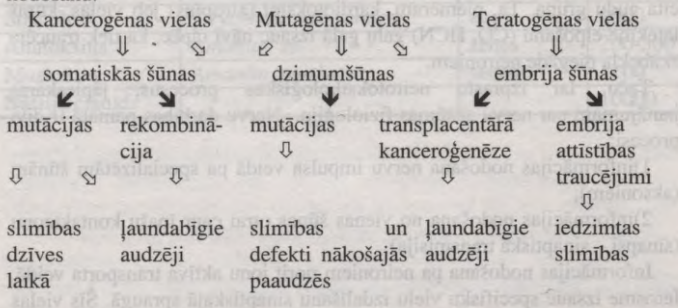 Kancerogēnas vielas Mutagēnas vielas Teratogēnas vielas
⇩ ⬂ ⬃ ⇩ ⬂ ⇩
somatiskās šūnas dzimumšūnas embrija šūnas
mutācijas rekombinā- mutācijas transplacentārā embrija
cija kanceroģenēze attīstības
traucējumi
slimības ļaundabīgie slimības un ļaundabīgie iedzimtas
dzīves audzēji defekti nākošajās audzēji slimības
laikā paaudzēs